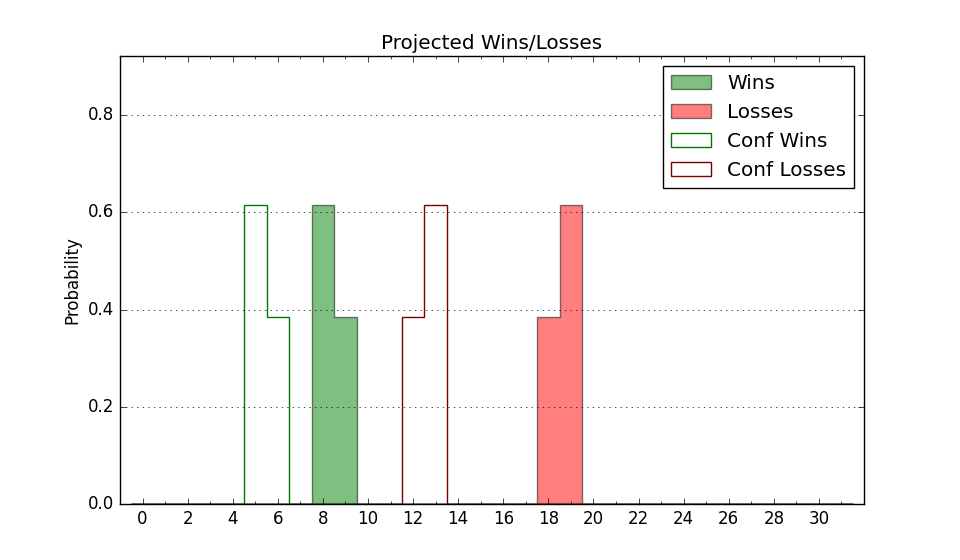 Projected Wins/Losses
Wins
Losses
Conf Wins
Conf Losses
Probability
0.8
0.6
0.4
0.2
0.0
0 2 4 6 8 10 12 14 16 18 20 22 24 26 28 30